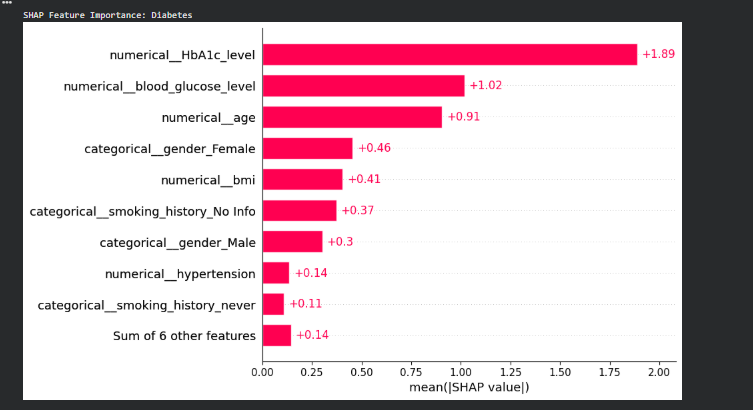 SHAP Feature Importance: Diabetes
numerical__HbA1c_level +1.89
numerical__blood_glucose_level +1.02
numerical__age +0.91
categorical__gender_Female +0.46
numerical__bmi +0.41
categorical__smoking_history_No Info +0.37
categorical__gender_Male +0.3
numerical__hypertension +0.14
categorical__smoking_history_never +0.11
Sum of 6 other features +0.14
0.00 0.25 0.50 0.75 1.00 1.25 1.50 1.75 2.00
mean(|SHAP value|)